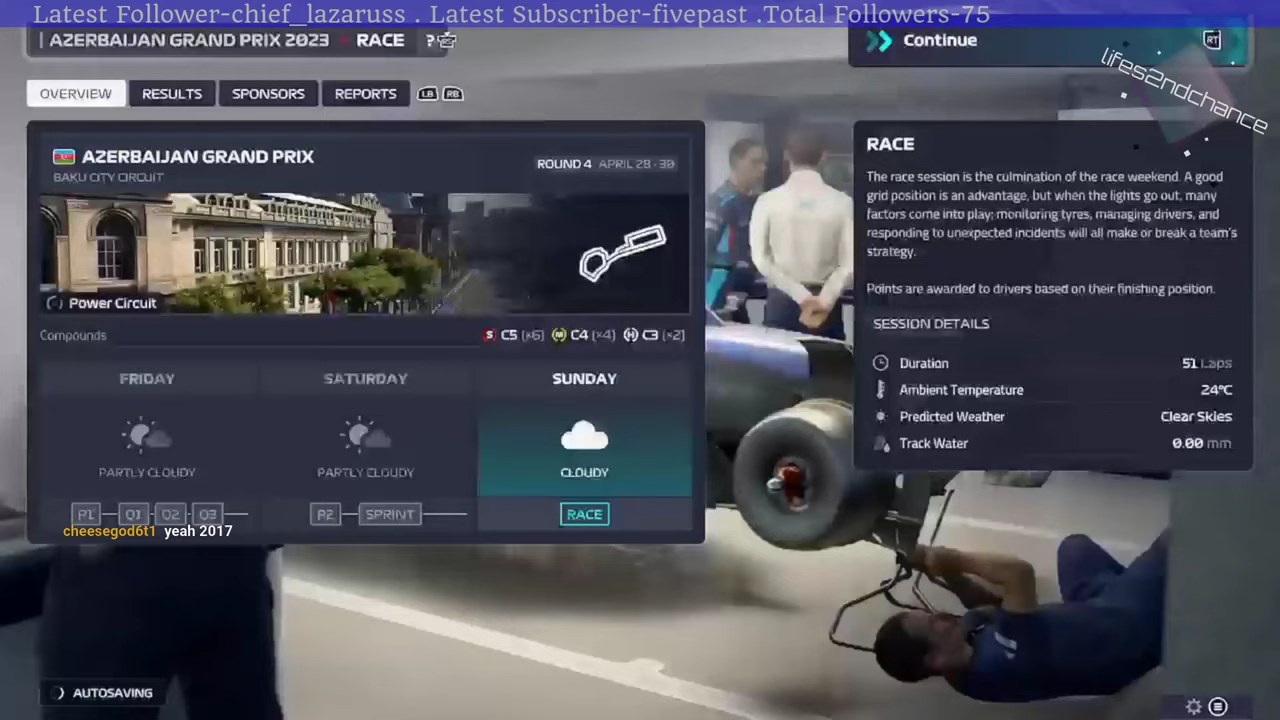 Latest Follower-chief_lazaruss . Latest Subscriber-fivepast .Total Followers-75
AZERBAIJAN GRAND PRIX 2023 RACE
Continue
RT
lifes2ndchance
OVERVIEW RESULTS SPONSORS REPORTS LB RB
AZERBAIJAN GRAND PRIX
BAKU CITY CIRCUIT
ROUND 4 APRIL 28-30
Power Circuit
Compounds
S C5 (x6) M C4 (x4) H C3 (x2)
FRIDAY SATURDAY SUNDAY
PARTLY CLOUDY PARTLY CLOUDY CLOUDY
P1 Q1 Q2 Q3 P2 SPRINT RACE
cheesegod6t1 yeah 2017
RACE
The race session is the culmination of the race weekend. A good
grid position is an advantage, but when the lights go out, many
factors come into play; monitoring tyres, managing drivers, and
responding to unexpected incidents will all make or break a team's
strategy.
Points are awarded to drivers based on their finishing position.
SESSION DETAILS
Duration 51 Laps
Ambient Temperature 24°C
Predicted Weather Clear Skies
Track Water 0.00 mm
AUTOSAVING